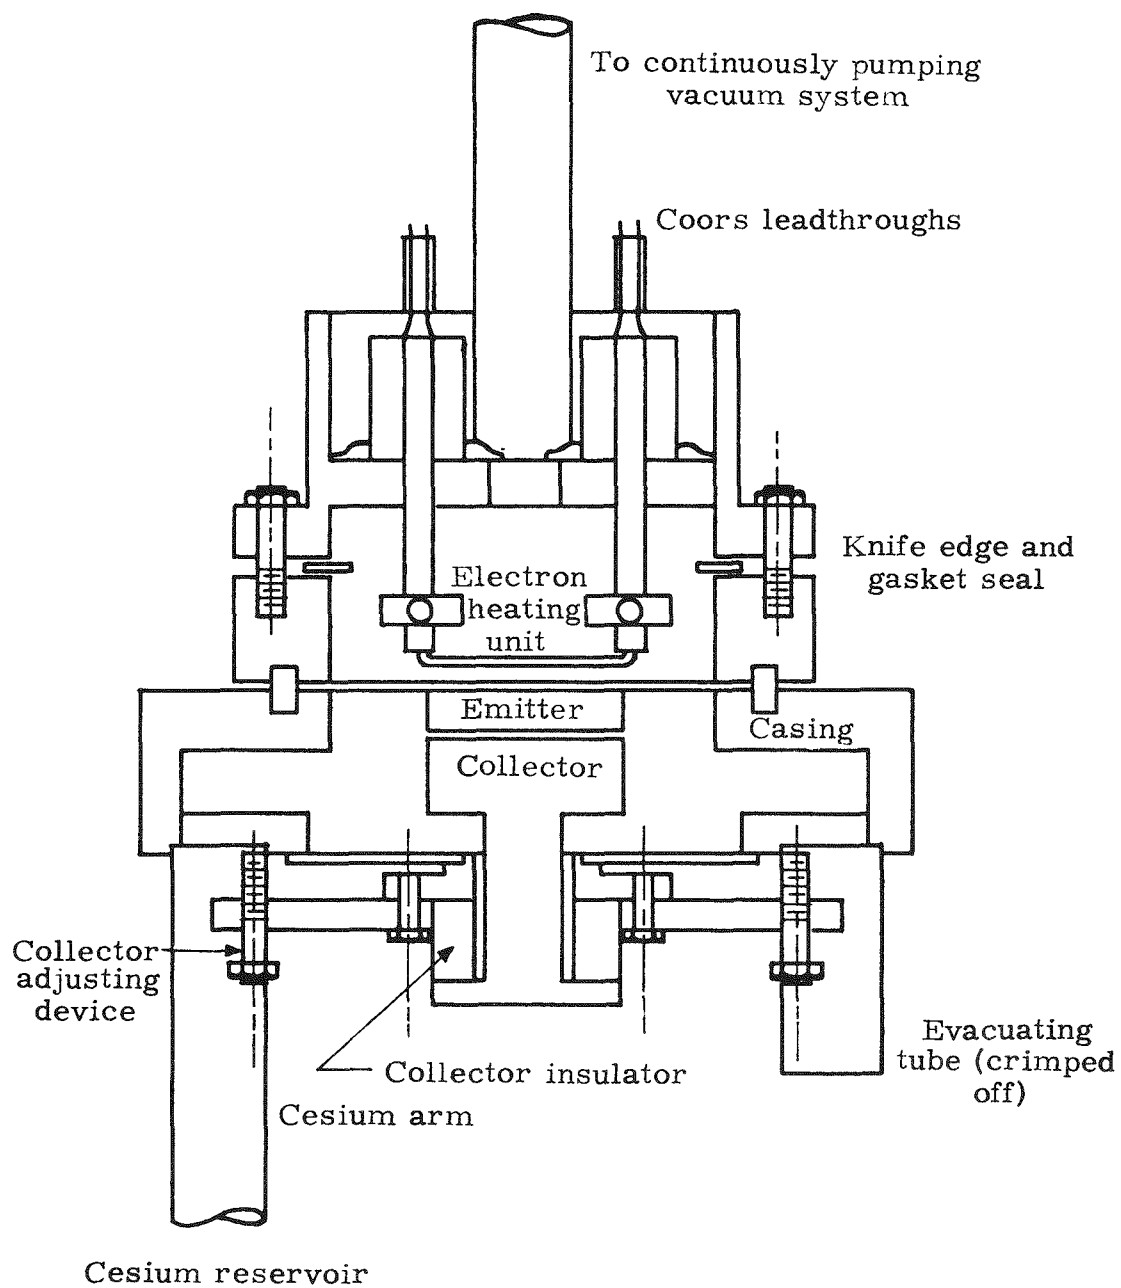 To continuously pumping
vacuum system
Coors leadthroughs
Knife edge and
gasket seal
Electron
heating
unit
Emitter
Casing
Collector
Collector
adjusting
device
Evacuating
tube (crimped
off)
Collector insulator
Cesium arm
Cesium reservoir